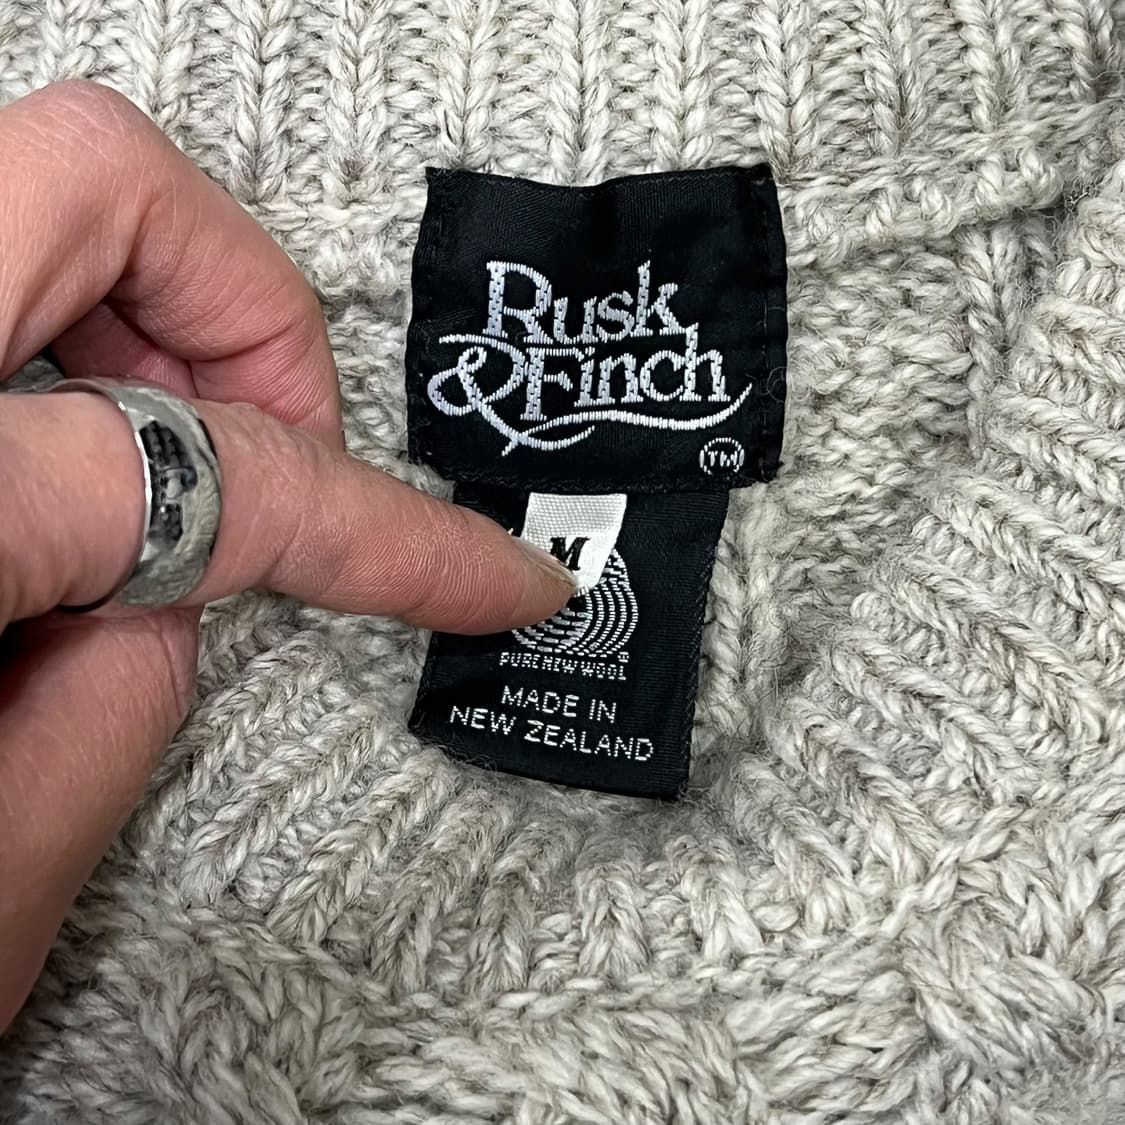 Rusk
& Finch
TM
M
PURE NEW WOOL
MADE IN
NEW ZEALAND